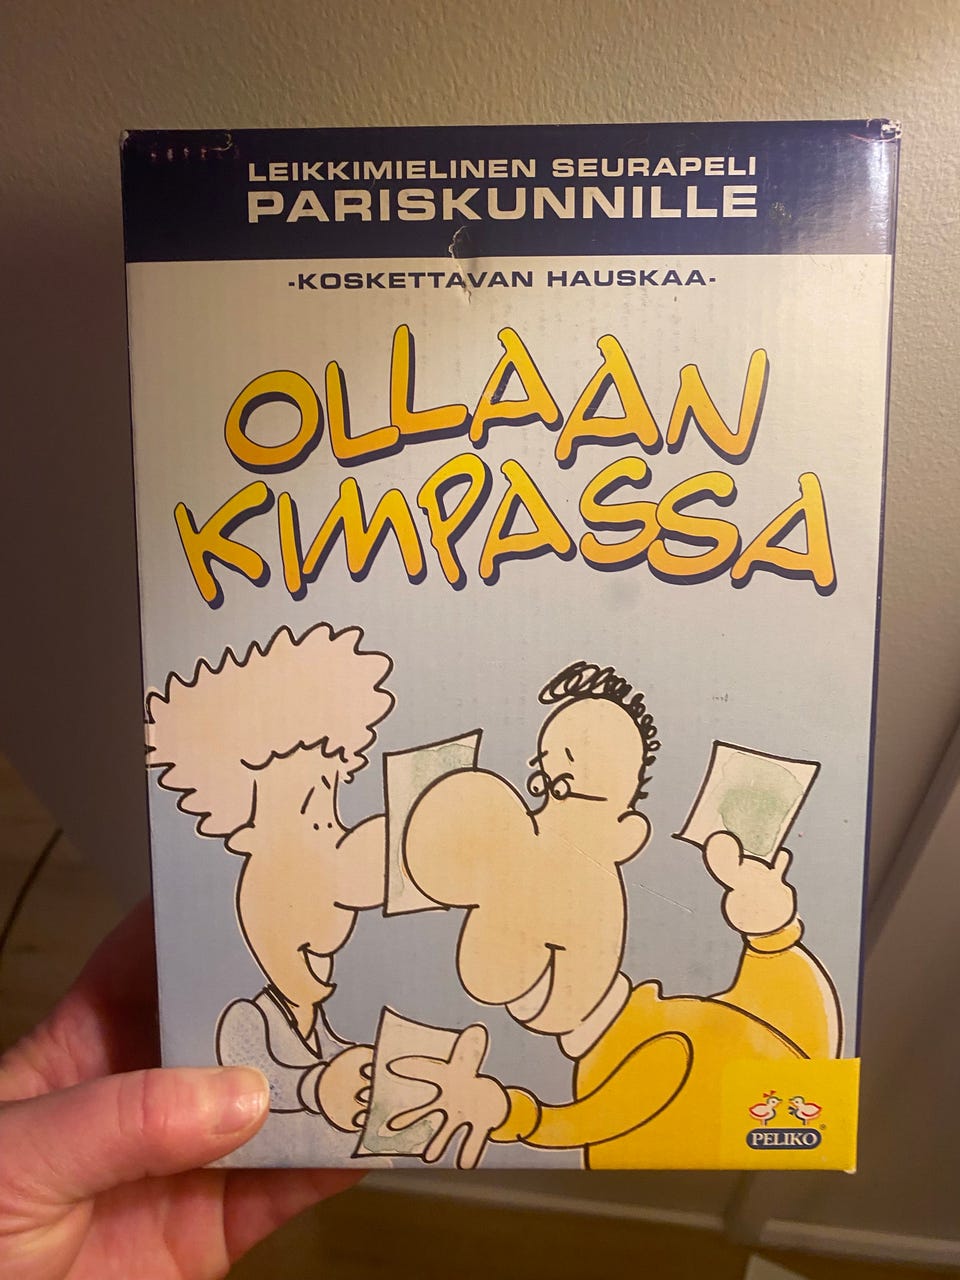 LEIKKIMIELINEN SEURAPELI
PARISKUNNILLE
-KOSKETTAVAN HAUSKAA-
OLLAAN
KIMPASSA
PELIKO®